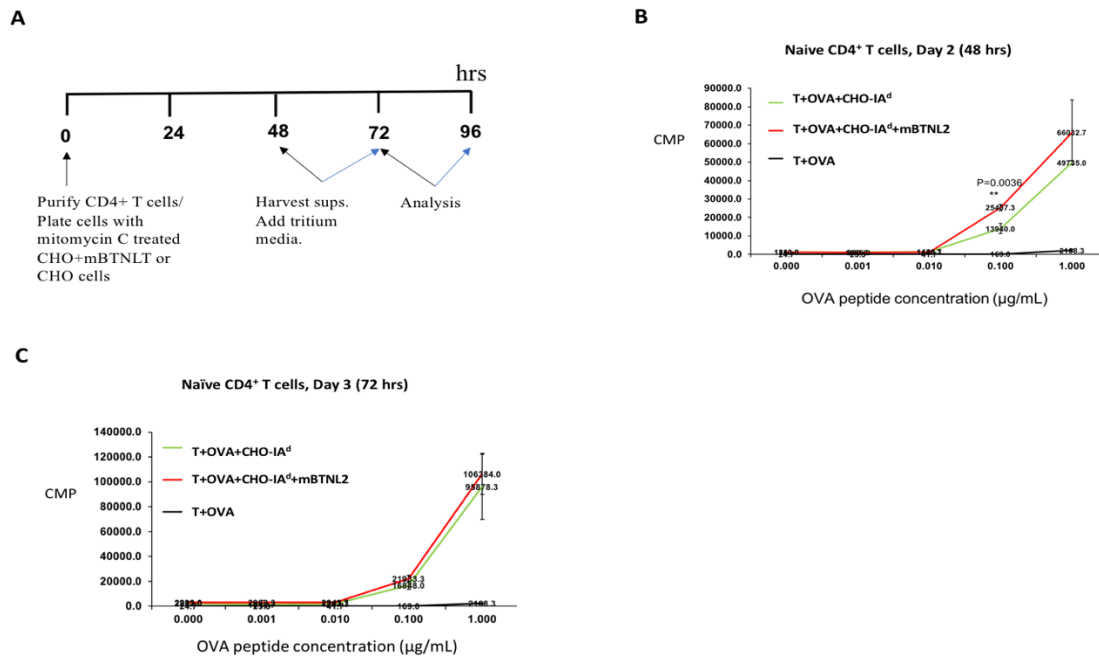 A
hrs
0 24 48 72 96
Purify CD4+ T cells/
Plate cells with
mitomycin C treated
CHO+mBTNLT or
CHO cells
Harvest sups.
Add tritium
media.
Analysis
B
Naive CD4⁺ T cells, Day 2 (48 hrs)
CMP
90000.0
80000.0
70000.0
60000.0
50000.0
40000.0
30000.0
20000.0
10000.0
0.0
T+OVA+CHO-IAᵈ
T+OVA+CHO-IAᵈ+mBTNL2
T+OVA
P=0.0036
**
13940.0
49735.0
169.0
2188.3
0.000 0.001 0.010 0.100 1.000
OVA peptide concentration (µg/mL)
C
Naïve CD4⁺ T cells, Day 3 (72 hrs)
CMP
140000.0
120000.0
100000.0
80000.0
60000.0
40000.0
20000.0
0.0
T+OVA+CHO-IAᵈ
T+OVA+CHO-IAᵈ+mBTNL2
T+OVA
106384.0
169.0
2188.3
0.000 0.001 0.010 0.100 1.000
OVA peptide concentration (µg/mL)